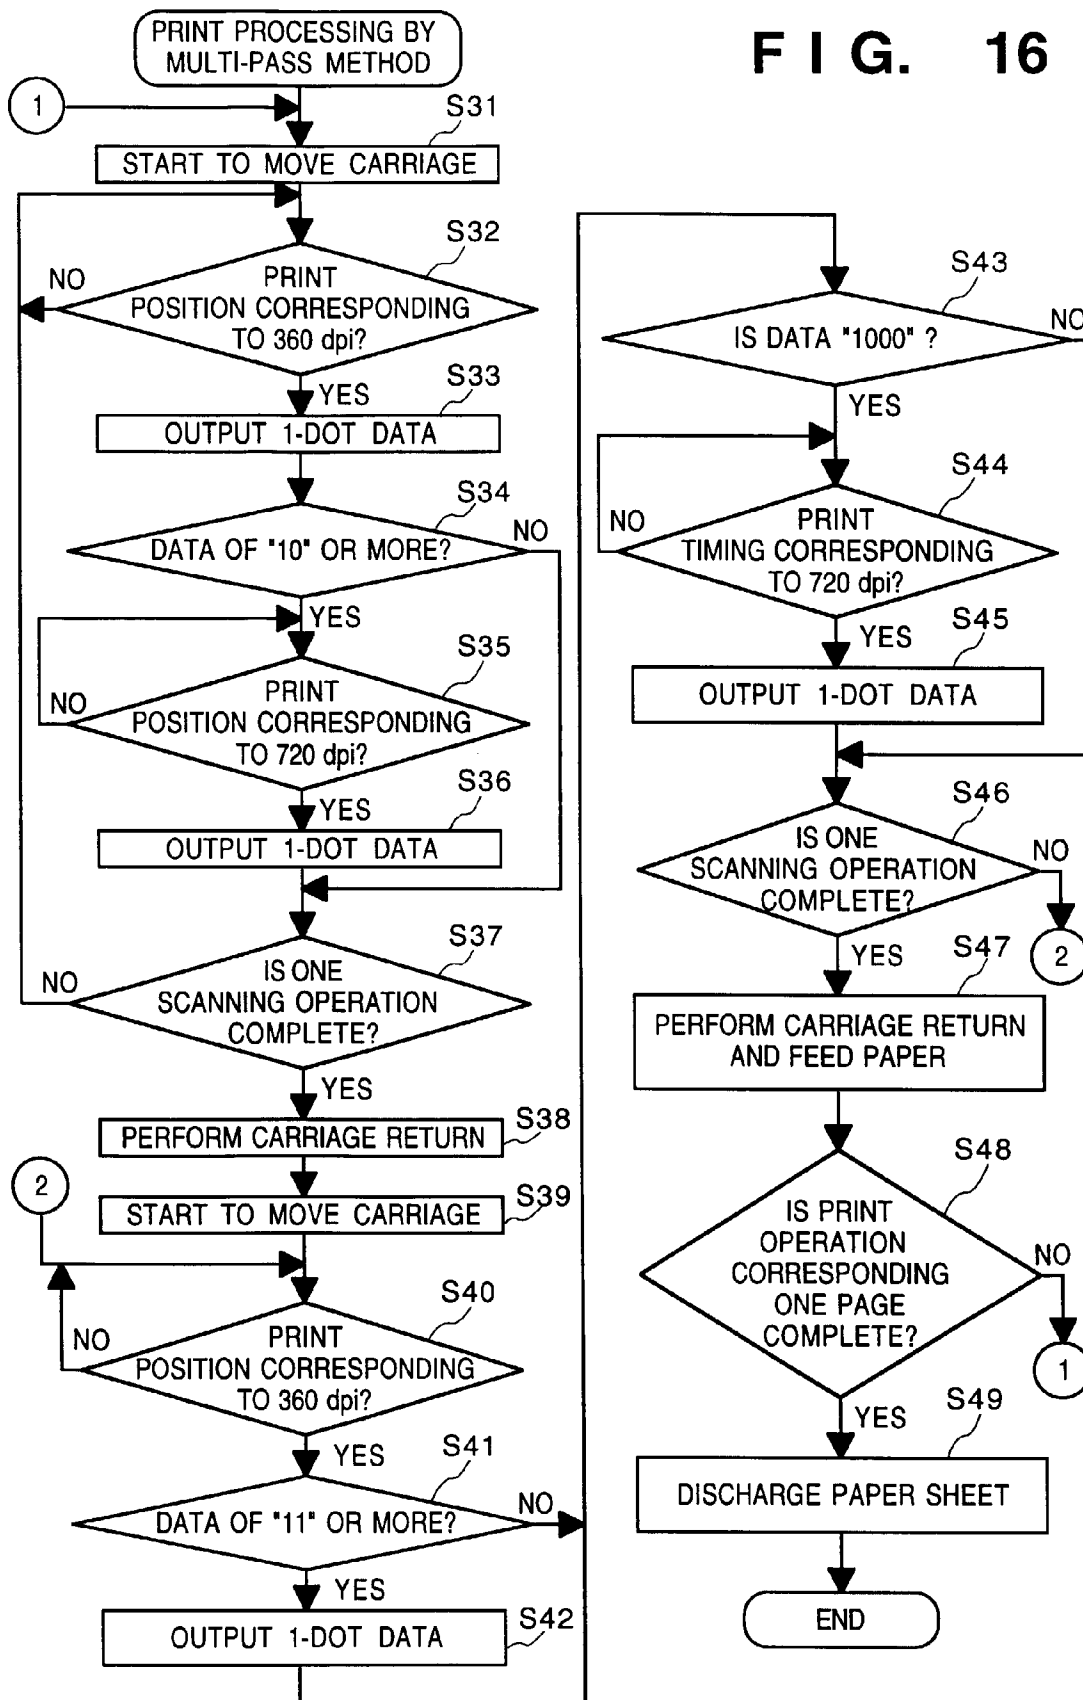 FIG. 16
PRINT PROCESSING BY
MULTI-PASS METHOD
1
S31
START TO MOVE CARRIAGE
S32
NO
PRINT
POSITION CORRESPONDING
TO 360 dpi?
YES
S33
OUTPUT 1-DOT DATA
S34
NO
DATA OF "10" OR MORE?
YES
S35
NO
PRINT
POSITION CORRESPONDING
TO 720 dpi?
YES
S36
OUTPUT 1-DOT DATA
S37
NO
IS ONE
SCANNING OPERATION
COMPLETE?
YES
S38
PERFORM CARRIAGE RETURN
2
S39
START TO MOVE CARRIAGE
S40
NO
PRINT
POSITION CORRESPONDING
TO 360 dpi?
YES
S41
NO
DATA OF "11" OR MORE?
YES
S42
OUTPUT 1-DOT DATA
S43
NO
IS DATA "1000" ?
YES
S44
NO
PRINT
TIMING CORRESPONDING
TO 720 dpi?
YES
S45
OUTPUT 1-DOT DATA
S46
IS ONE
SCANNING OPERATION
COMPLETE?
NO
2
YES
S47
PERFORM CARRIAGE RETURN
AND FEED PAPER
S48
IS PRINT
OPERATION
CORRESPONDING
ONE PAGE
COMPLETE?
NO
1
YES
S49
DISCHARGE PAPER SHEET
END